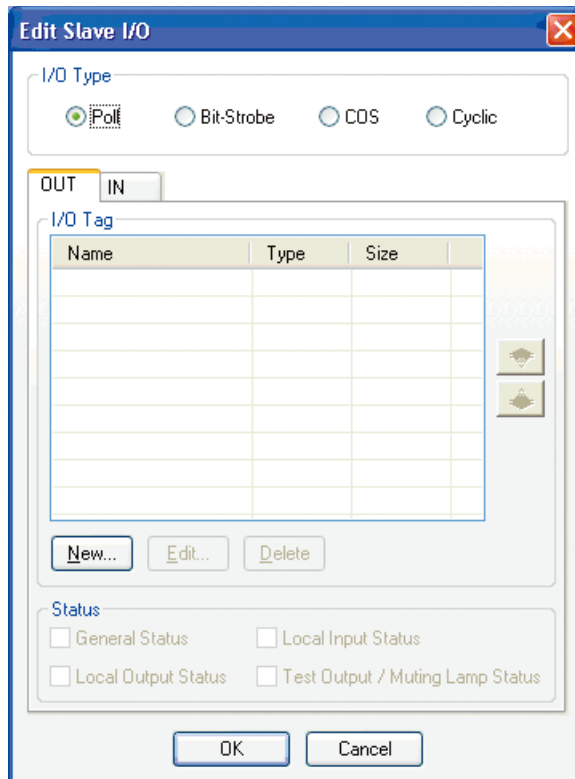 Edit Slave I/O
I/O Type
Poll Bit-Strobe COS Cyclic
OUT IN
I/O Tag
Name Type Size
New... Edit... Delete
Status
General Status Local Input Status
Local Output Status Test Output / Muting Lamp Status
OK Cancel